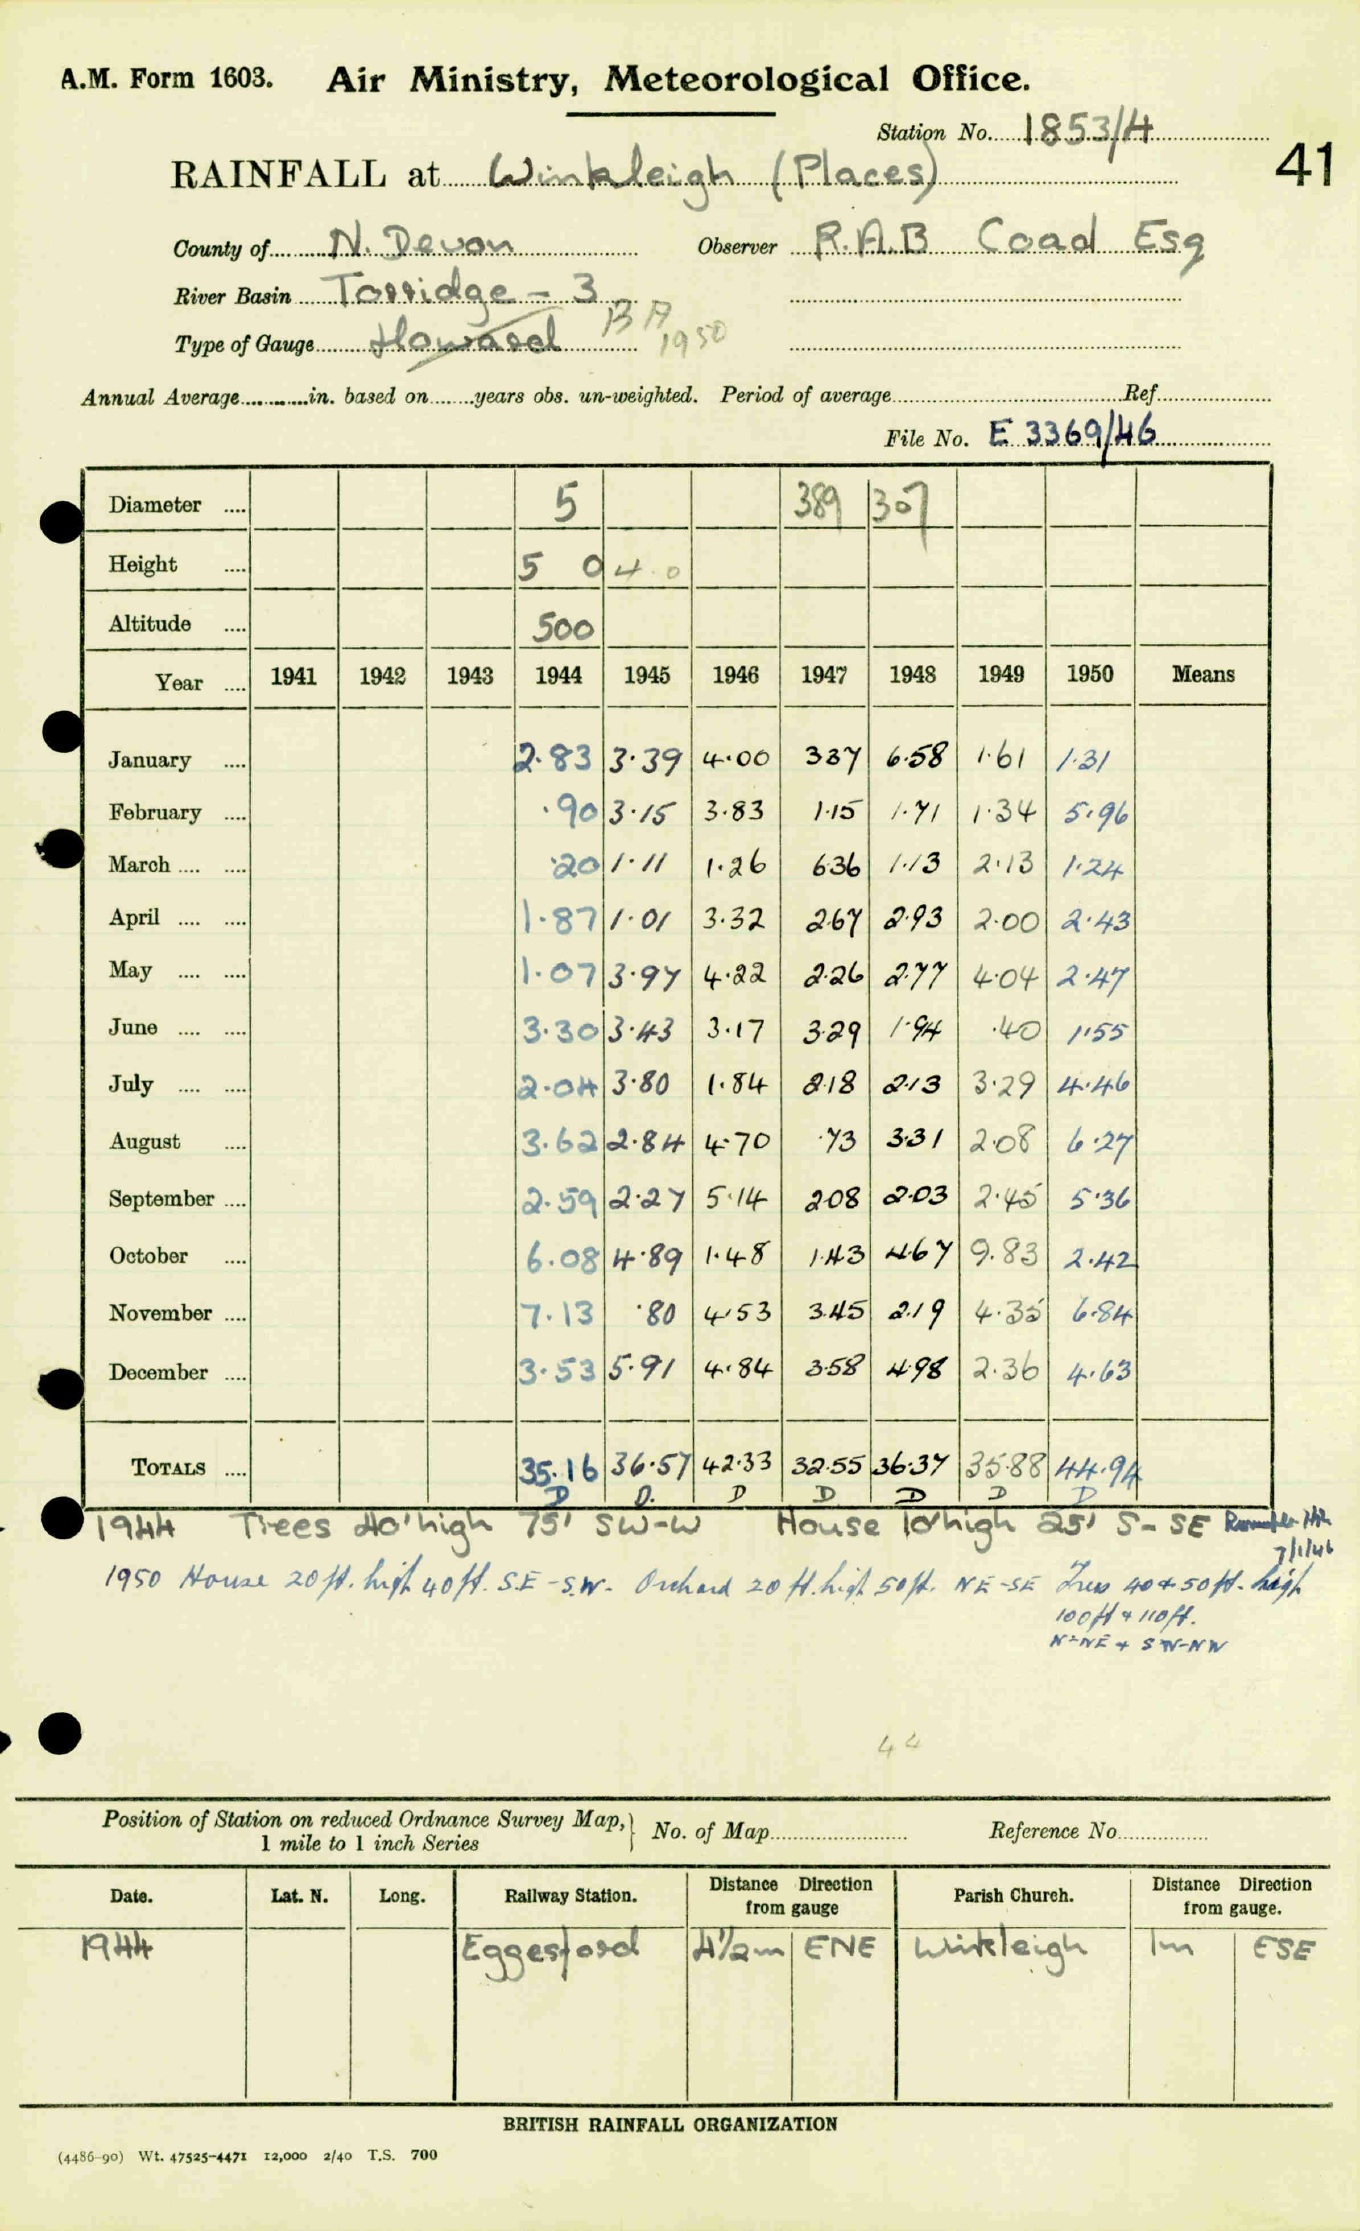 A.M. Form 1603. Air Ministry, Meteorological Office.
Station No. 1853/4
41
RAINFALL at Winkleigh (Places)
County of N. Devon Observer R.A.B Coad Esq
River Basin Torridge - 3
Type of Gauge Howard B A 1950
Annual Average in. based on years obs. un-weighted. Period of average Ref
File No. E 3369/46
Diameter .... 5 389 307
Height .... 5 0 4 0
Altitude .... 500
Year .... 1941 1942 1943 1944 1945 1946 1947 1948 1949 1950 Means
January .... 2.83 3.39 4.00 337 6.58 1.61 1.31
February .... .90 3.15 3.83 1.15 1.71 1.34 5.96
March .... .... .20 1.11 1.26 636 1.13 2.13 1.24
April .... .... 1.87 1.01 3.32 267 2.93 2.00 2.43
May .... .... 1.07 3.97 4.22 2.26 2.77 4.04 2.47
June .... .... 3.30 3.43 3.17 3.29 1.94 .40 1.55
July .... .... 2.04 3.80 1.84 218 2.13 3.29 4.46
August .... 3.62 2.84 4.70 .73 3.31 2.08 6.27
September .... 2.59 2.27 5.14 208 2.03 2.45 5.36
October .... 6.08 4.89 1.48 1.43 4.67 9.83 2.42
November .... 7.13 .80 4.53 3.45 2.19 4.35 6.84
December .... 3.53 5.91 4.84 3.58 4.98 2.36 4.63
TOTALS .... 35.16 36.57 42.33 32.55 36.37 35.88 44.94
D D. D D D D D
1944 Trees 40' high 75' SW-W House 10' high 25' S-SE
7/1/46
1950 House 20 ft. high 40 ft. S.E-S.W. Orchard 20 ft. high 50 ft. NE-SE Trees 40 + 50 ft. high
100 ft + 110 ft.
N-NE + SW-NW
44
Position of Station on reduced Ordnance Survey Map,
1 mile to 1 inch Series
No. of Map Reference No
Date. Lat. N. Long. Railway Station. Distance Direction from gauge Parish Church. Distance Direction from gauge.
1944 Eggesford 4½m ENE Winkleigh 1m ESE
BRITISH RAINFALL ORGANIZATION
(4486-90) Wt. 47525-4471 12,000 2/40 T.S. 700